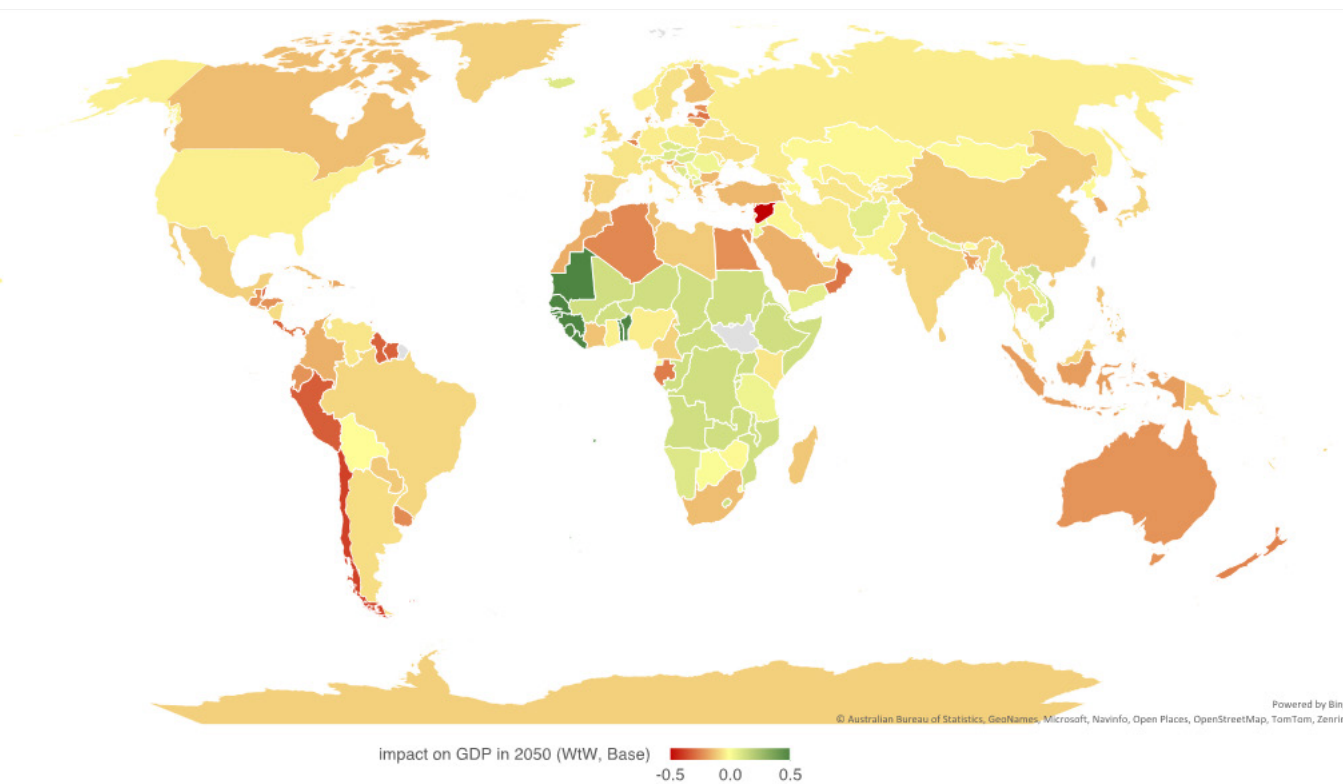 Powered by Bin
© Australian Bureau of Statistics, GeoNames, Microsoft, Navinfo, Open Places, OpenStreetMap, TomTom, Zenrin
impact on GDP in 2050 (WtW, Base)
-0.5 0.0 0.5